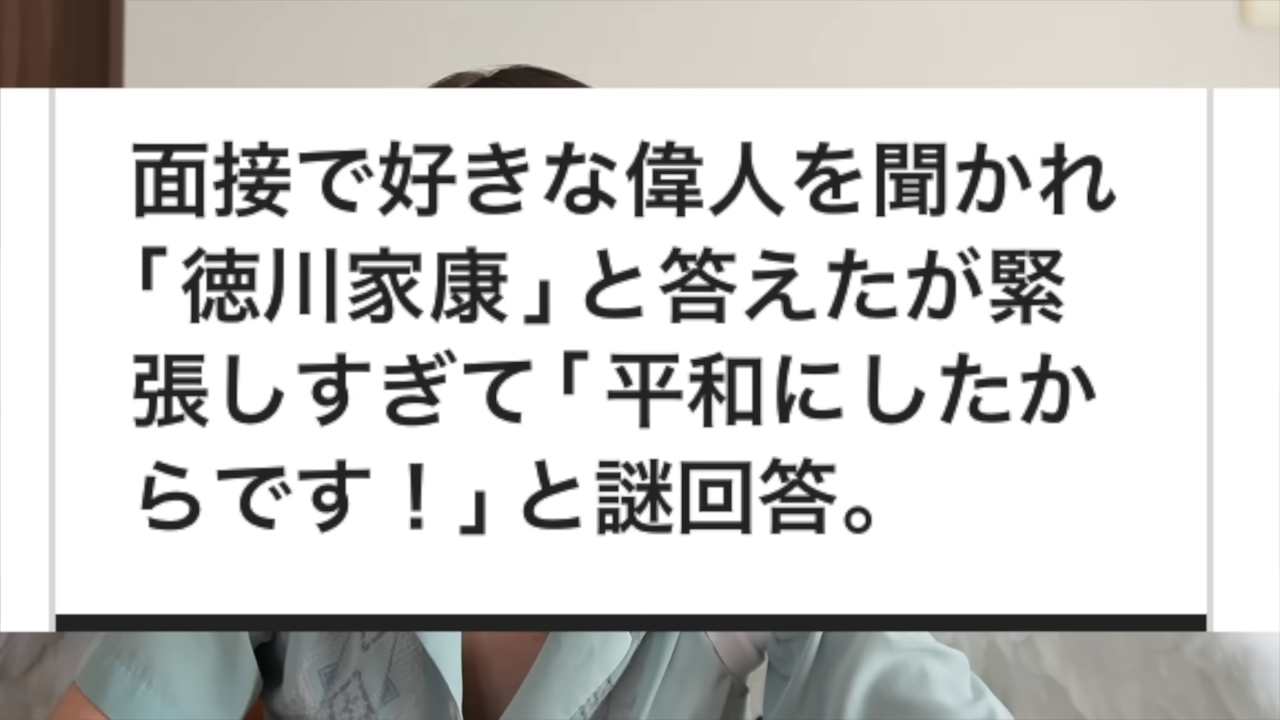 面接で好きな偉人を聞かれ
「徳川家康」と答えたが緊
張しすぎて「平和にしたか
らです！」と謎回答。